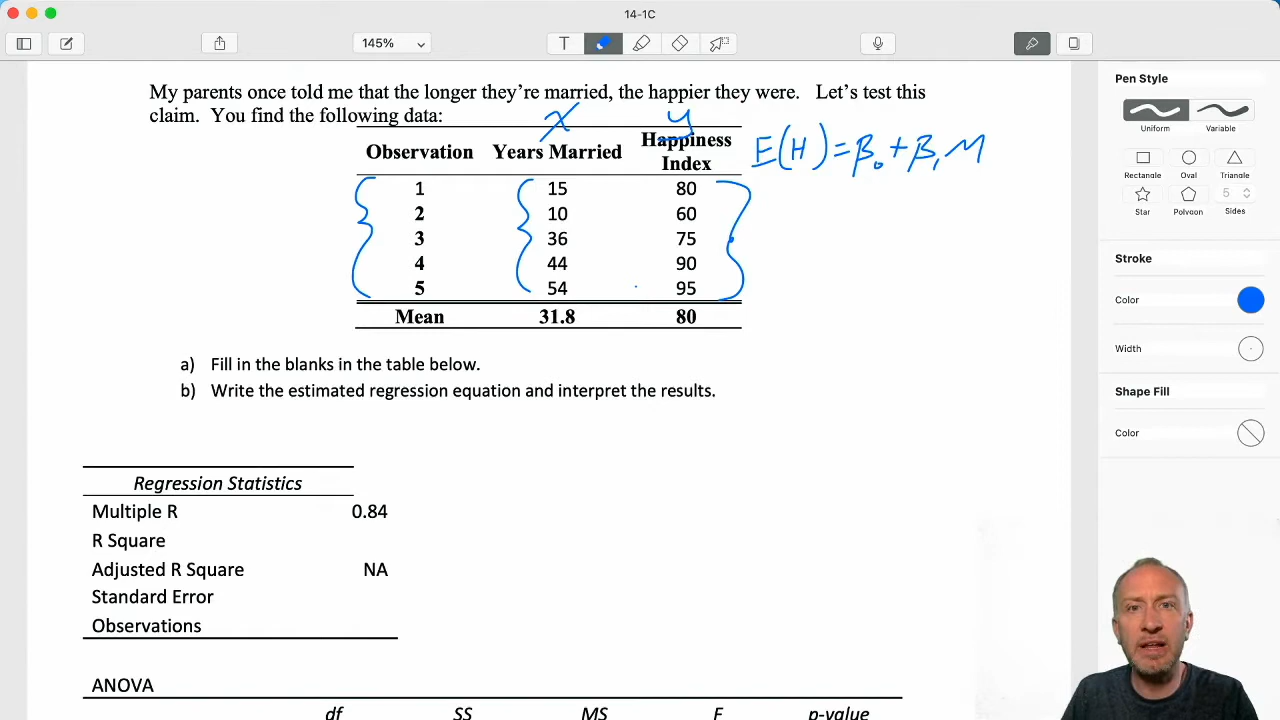 14-1C
145%
T
My parents once told me that the longer they're married, the happier they were. Let's test this
claim. You find the following data:
x y
Observation Years Married Happiness Index
E(H) = β₀ + β₁ M
1 15 80
2 10 60
3 36 75
4 44 90
5 54 95
Mean 31.8 80
a) Fill in the blanks in the table below.
b) Write the estimated regression equation and interpret the results.
Regression Statistics
Multiple R 0.84
R Square
Adjusted R Square NA
Standard Error
Observations
ANOVA
df SS MS F p-value
Pen Style
Uniform Variable
Rectangle Oval Triangle
5
Star Polygon Sides
Stroke
Color
Width
Shape Fill
Color